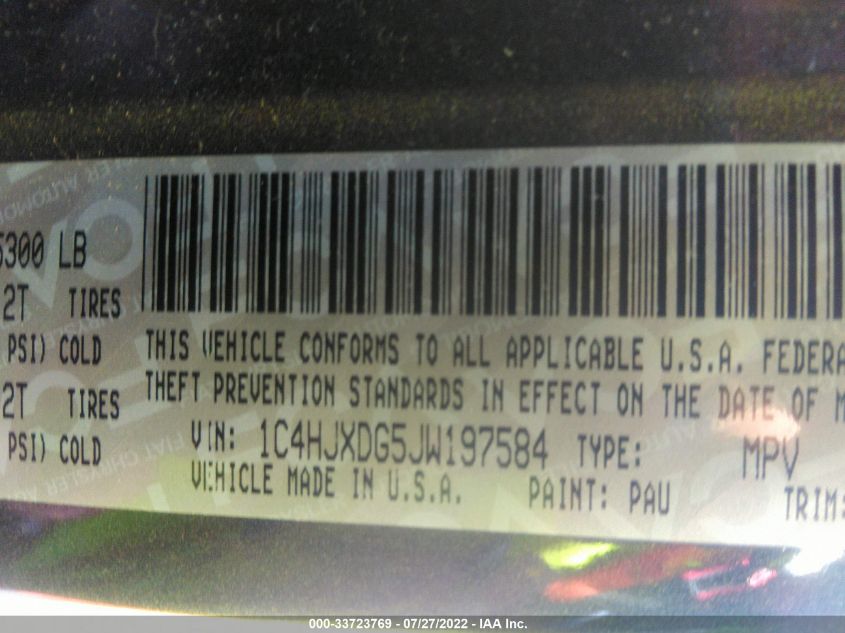 5300 LB
2T TIRES
PSI) COLD
2T TIRES
PSI) COLD
THIS VEHICLE CONFORMS TO ALL APPLICABLE U.S.A. FEDERA
THEFT PREVENTION STANDARDS IN EFFECT ON THE DATE OF M
VIN: 1C4HJXDG5JW197584 TYPE: MPV
VEHICLE MADE IN U.S.A. PAINT: PAU TRIM:
000-33723769 - 07/27/2022 - IAA Inc.